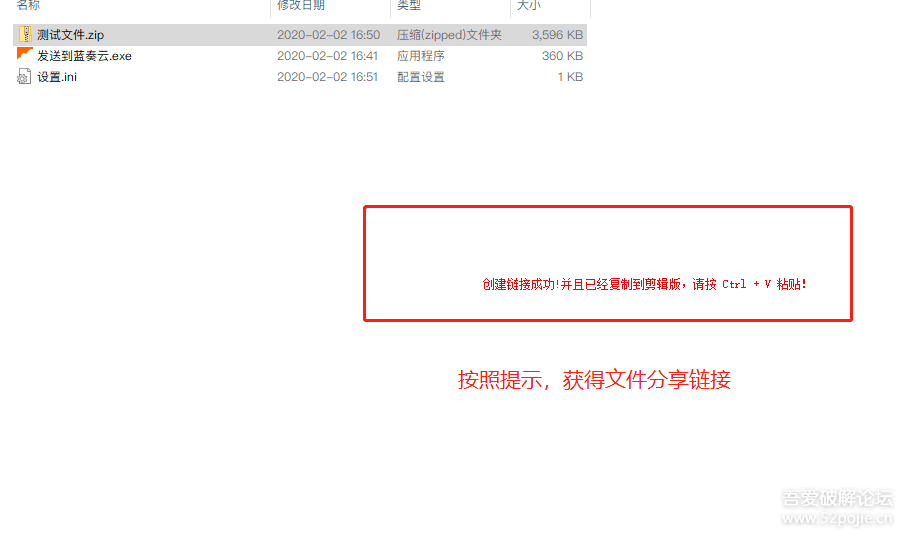 名称 修改日期 类型 大小
测试文件.zip 2020-02-02 16:50 压缩(zipped)文件夹 3,596 KB
发送到蓝奏云.exe 2020-02-02 16:41 应用程序 360 KB
设置.ini 2020-02-02 16:51 配置设置 1 KB
创建链接成功!并且已经复制到剪辑版，请按 Ctrl + V 粘贴!
按照提示，获得文件分享链接
吾爱破解论坛
www.52pojie.cn